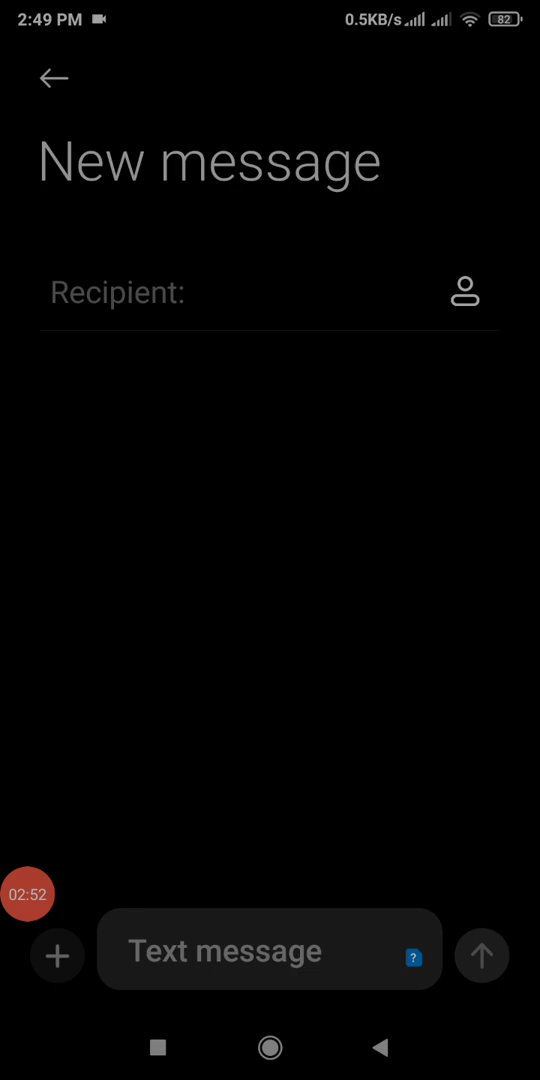 2:49 PM 0.5KB/s 82
New message
Recipient:
02:52
Text message ?